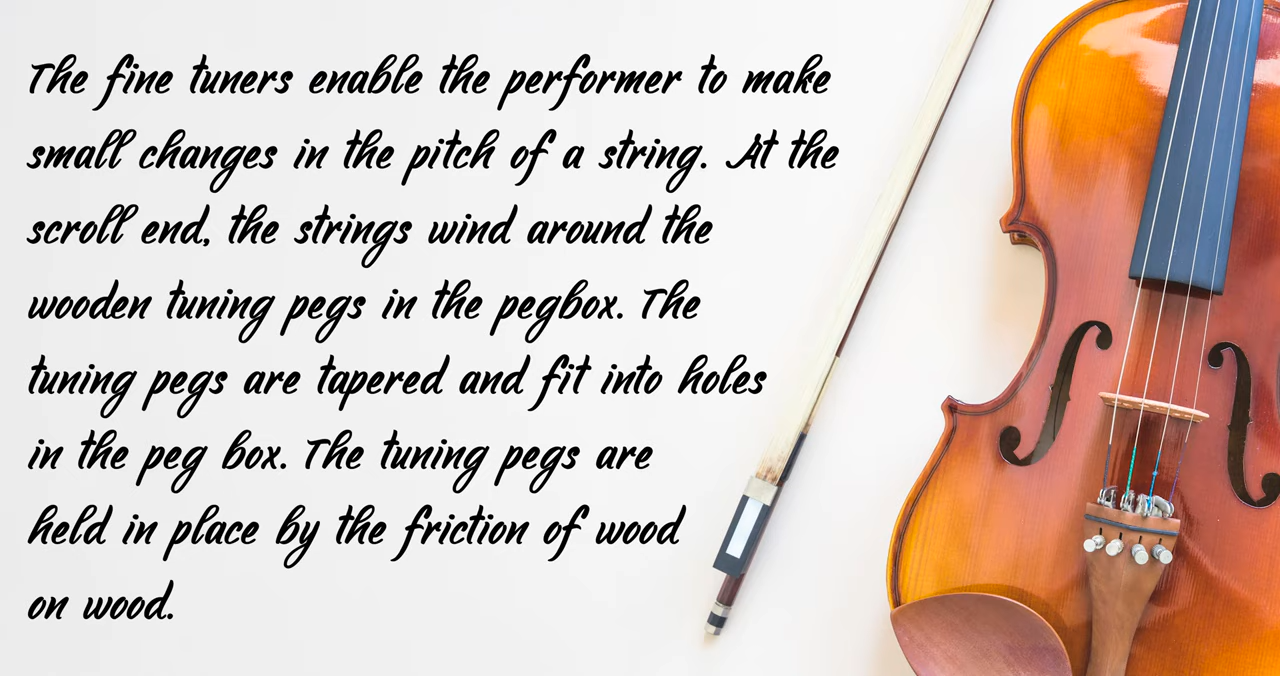 The fine tuners enable the performer to make
small changes in the pitch of a string. At the
scroll end, the strings wind around the
wooden tuning pegs in the pegbox. The
tuning pegs are tapered and fit into holes
in the peg box. The tuning pegs are
held in place by the friction of wood
on wood.